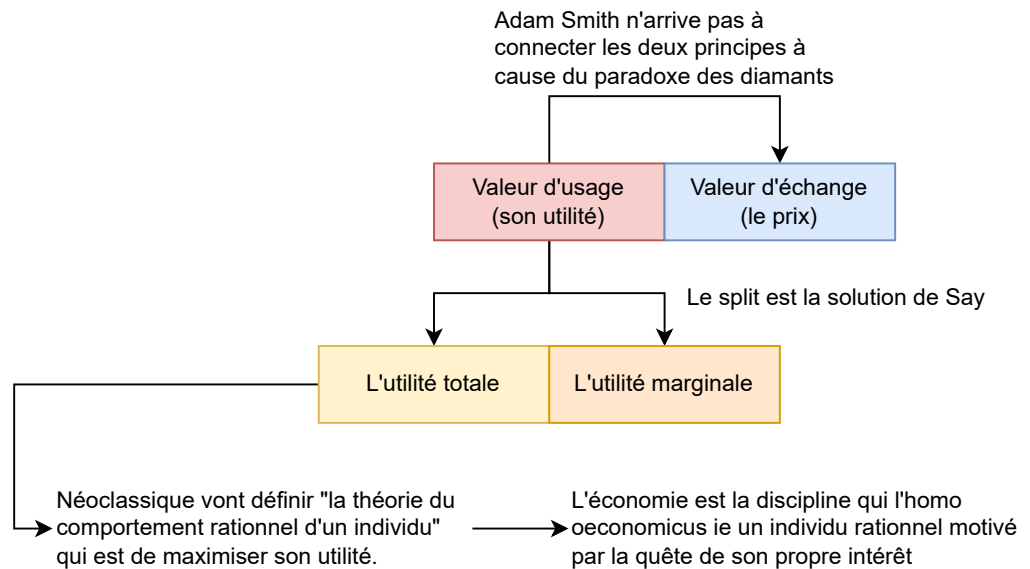 Adam Smith n'arrive pas à
connecter les deux principes à
cause du paradoxe des diamants
Valeur d'usage
(son utilité)
Valeur d'échange
(le prix)
Le split est la solution de Say
L'utilité totale
L'utilité marginale
Néoclassique vont définir "la théorie du
comportement rationnel d'un individu"
qui est de maximiser son utilité.
L'économie est la discipline qui l'homo
oeconomicus ie un individu rationnel motivé
par la quête de son propre intérêt